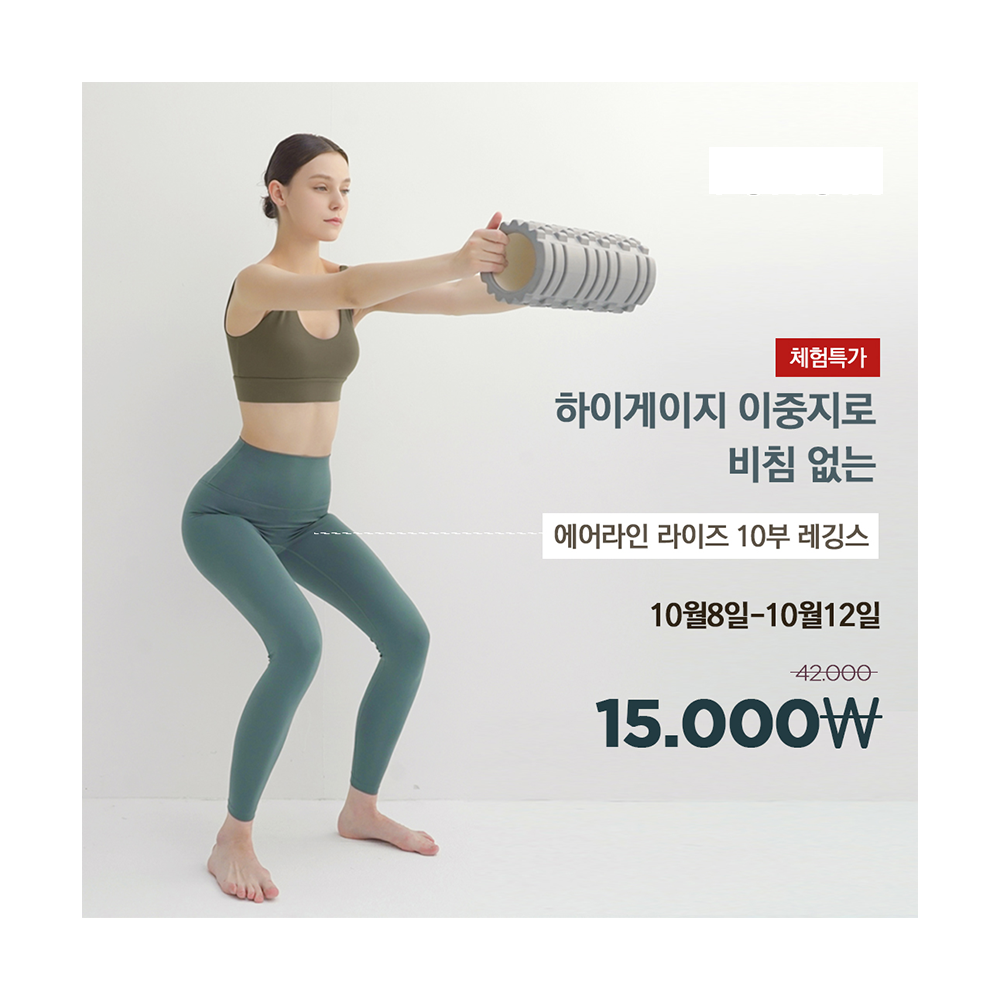 체험특가
하이게이지 이중지로
비침 없는
에어라인 라이즈 10부 레깅스
10월8일-10월12일
42.000
15.000₩